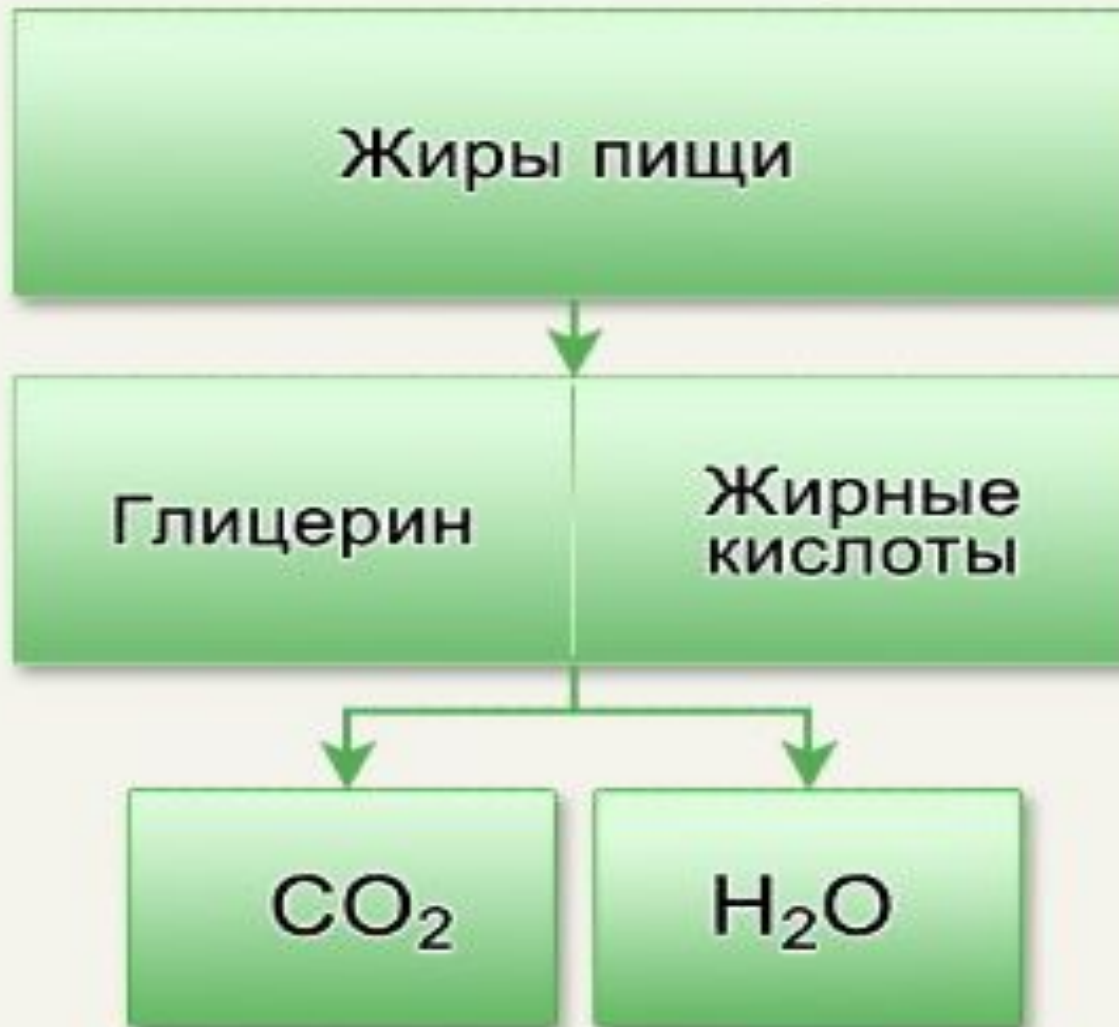 Жиры пищи
Глицерин
Жирные
кислоты
CO₂
H₂O